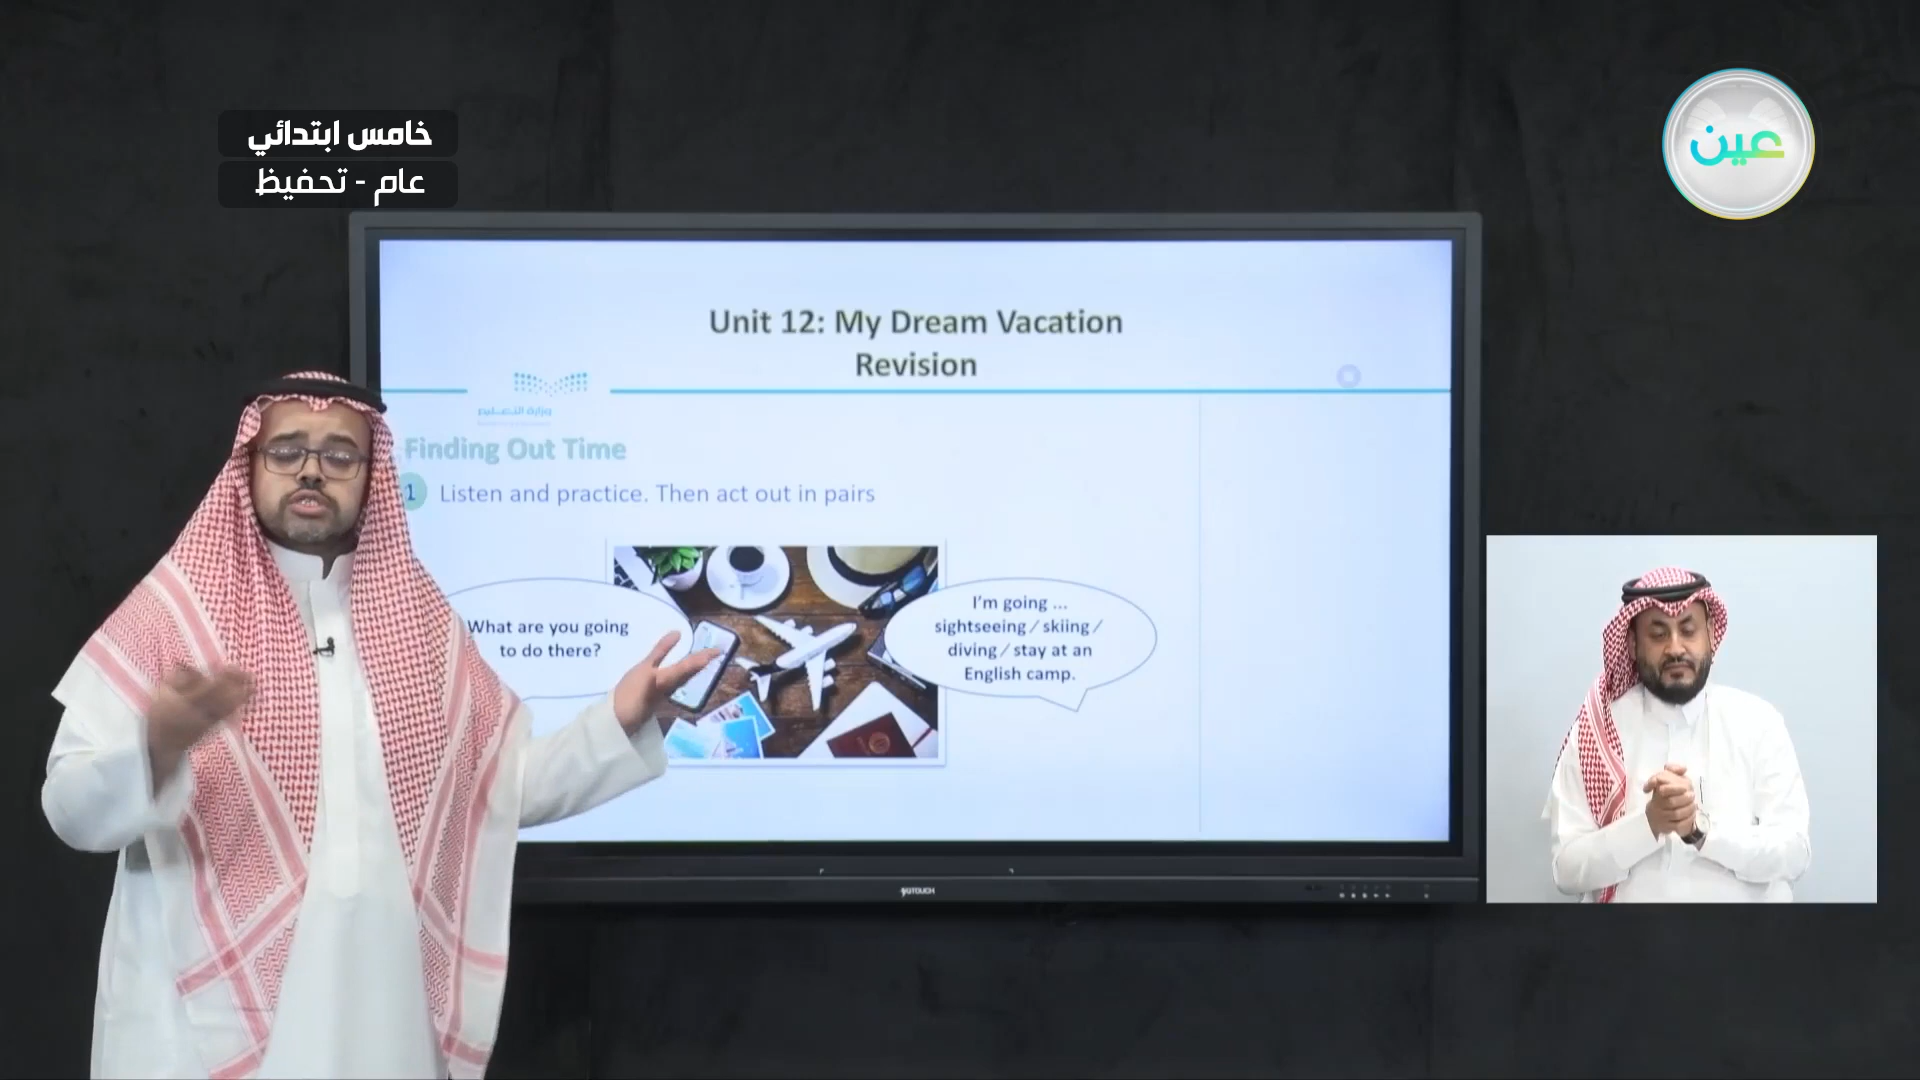 خامس ابتدائي
عام - تحفيظ
عين
Unit 12: My Dream Vacation
Revision
وزارة التعليم
Finding Out Time
1 Listen and practice. Then act out in pairs
What are you going
to do there?
I'm going ...
sightseeing / skiing /
diving / stay at an
English camp.